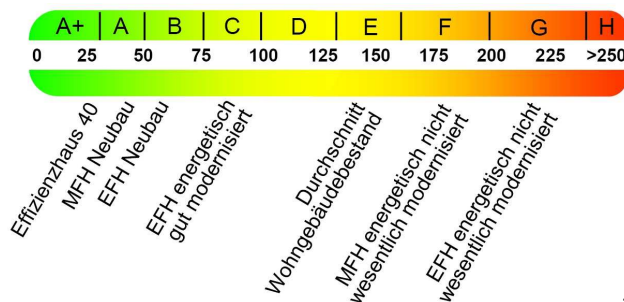 A+ A B C D E F G H
0 25 50 75 100 125 150 175 200 225 >250
Effizienzhaus 40
MFH Neubau
EFH Neubau
EFH energetisch
gut modernisiert
Durchschnitt
Wohngebäudebestand
MFH energetisch nicht
wesentlich modernisiert
EFH energetisch nicht
wesentlich modernisiert